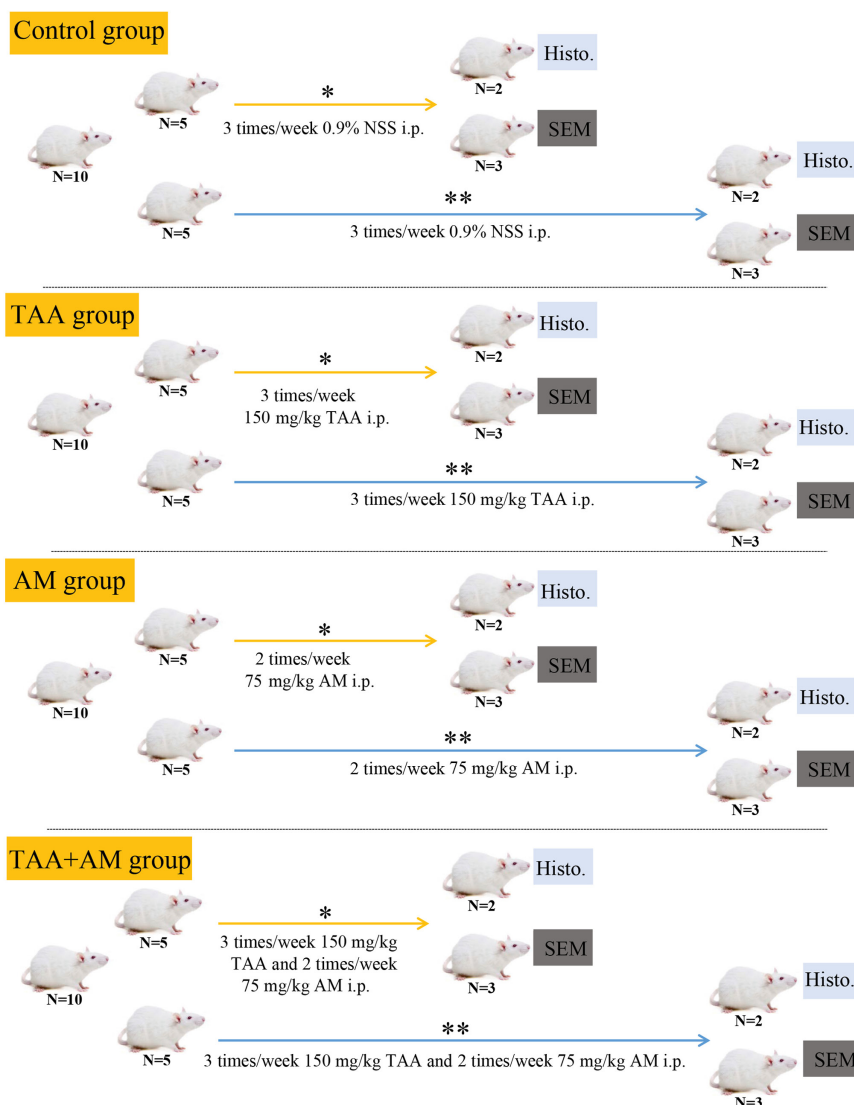 Control group
*
N=5
3 times/week 0.9% NSS i.p.
N=2
Histo.
SEM
N=3
N=10
**
N=5
3 times/week 0.9% NSS i.p.
Histo.
N=2
SEM
N=3
TAA group
*
N=5
3 times/week
150 mg/kg TAA i.p.
Histo.
N=2
SEM
N=3
N=10
**
N=5
3 times/week 150 mg/kg TAA i.p.
Histo.
N=2
SEM
N=3
AM group
*
N=5
2 times/week
75 mg/kg AM i.p.
Histo.
N=2
SEM
N=3
N=10
**
N=5
2 times/week 75 mg/kg AM i.p.
Histo.
N=2
SEM
N=3
TAA+AM group
*
N=5
3 times/week 150 mg/kg
TAA and 2 times/week
75 mg/kg AM i.p.
Histo.
N=2
SEM
N=3
N=10
**
N=5
3 times/week 150 mg/kg TAA and 2 times/week 75 mg/kg AM i.p.
Histo.
N=2
SEM
N=3